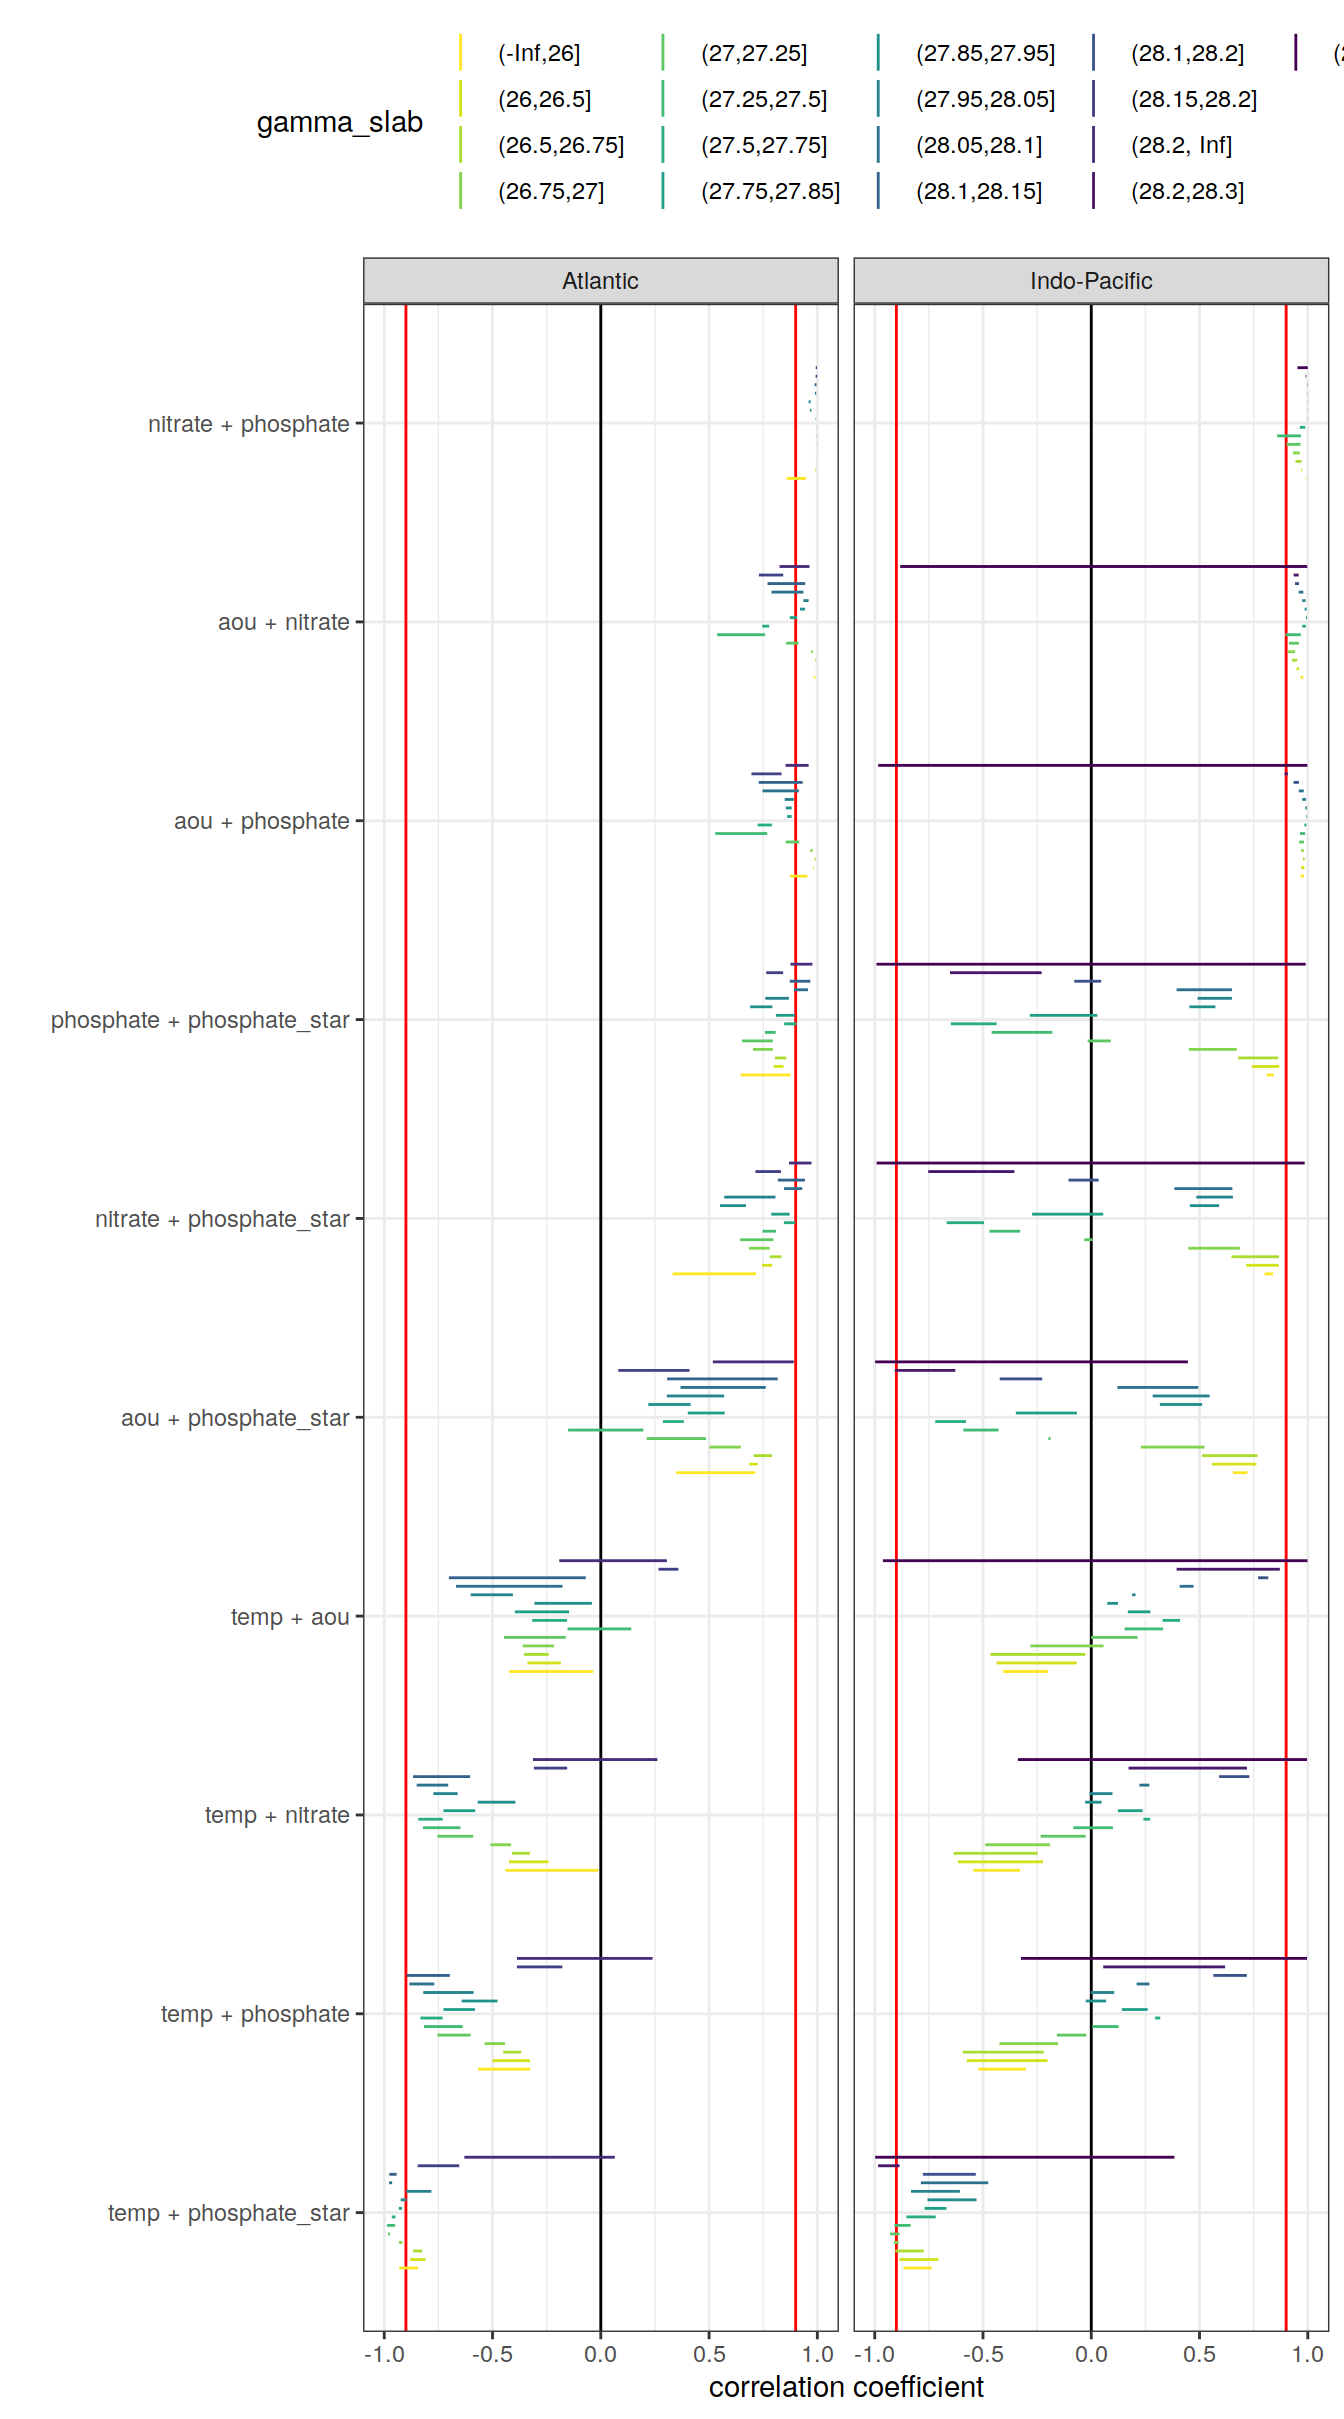 gamma_slab
(-Inf,26] (27,27.25] (27.85,27.95] (28.1,28.2]
(26,26.5] (27.25,27.5] (27.95,28.05] (28.15,28.2]
(26.5,26.75] (27.5,27.75] (28.05,28.1] (28.2, Inf]
(26.75,27] (27.75,27.85] (28.1,28.15] (28.2,28.3]
Atlantic Indo-Pacific
nitrate + phosphate
aou + nitrate
aou + phosphate
phosphate + phosphate_star
nitrate + phosphate_star
aou + phosphate_star
temp + aou
temp + nitrate
temp + phosphate
temp + phosphate_star
-1.0 -0.5 0.0 0.5 1.0 -1.0 -0.5 0.0 0.5 1.0
correlation coefficient